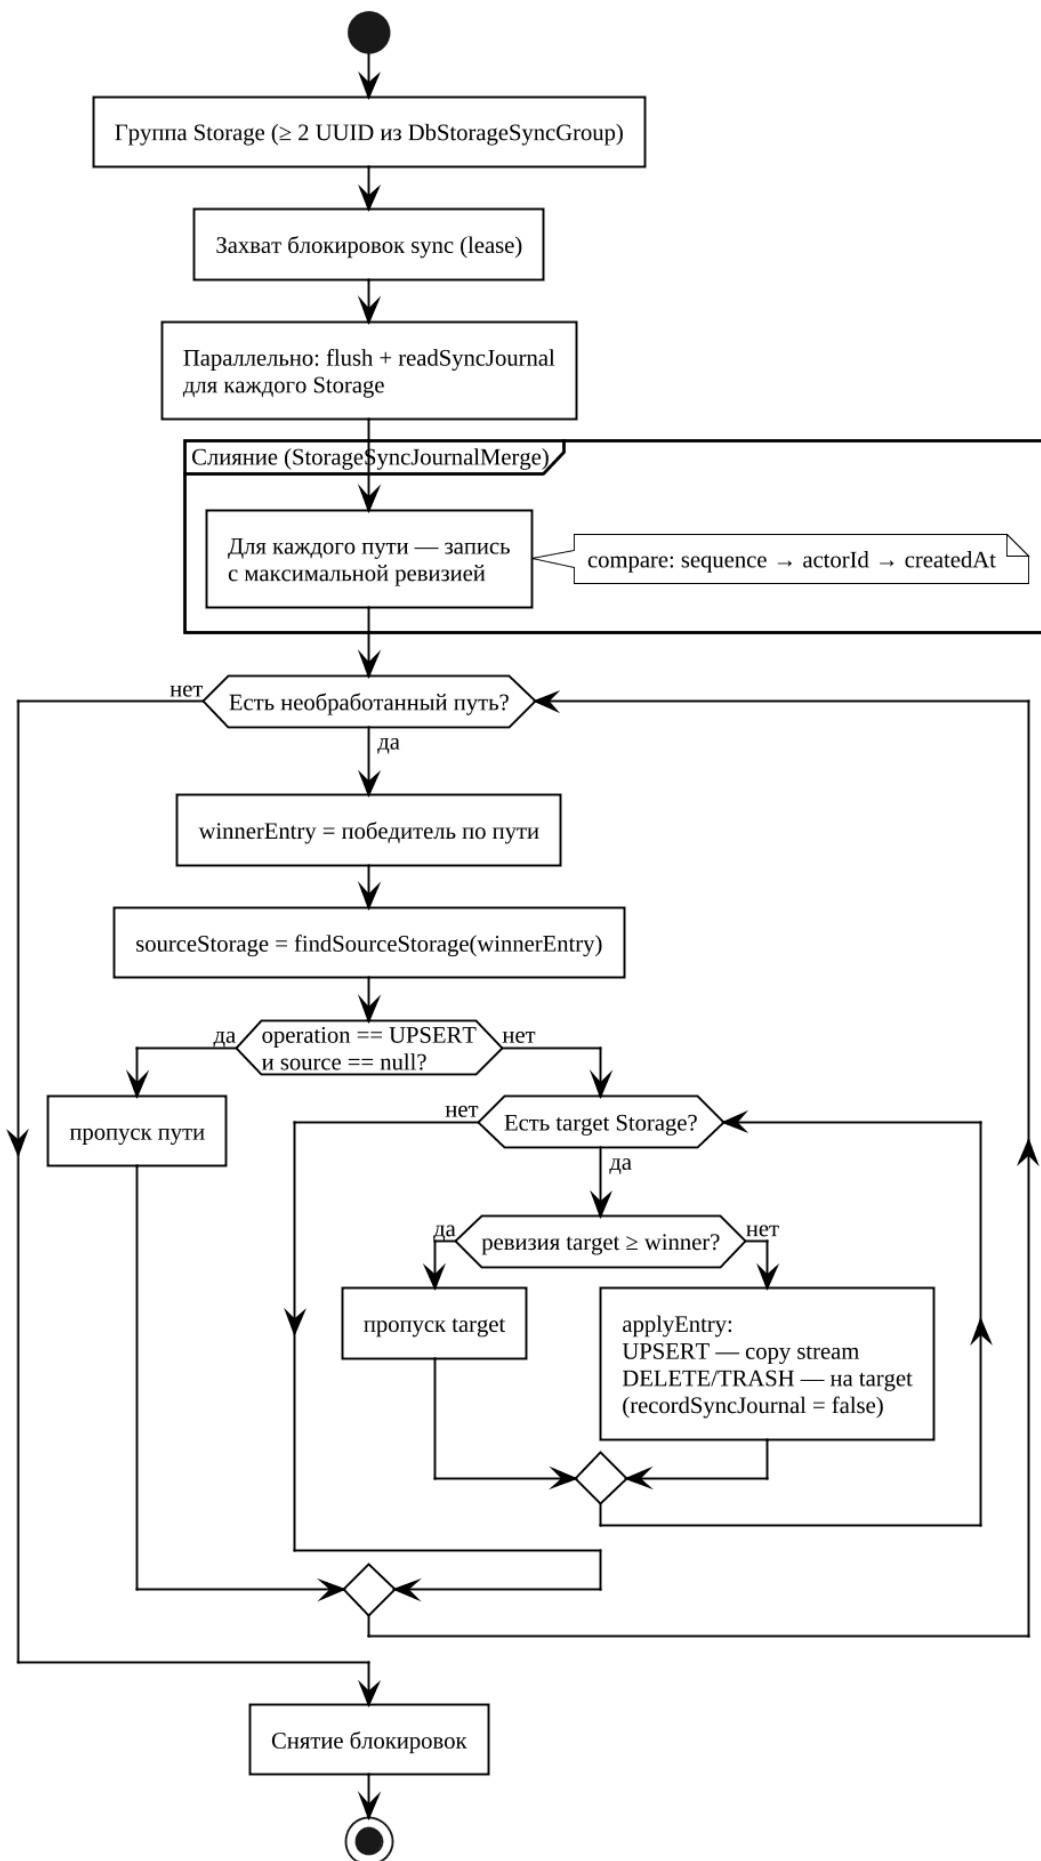 Группа Storage (≥ 2 UUID из DbStorageSyncGroup)
Захват блокировок sync (lease)
Параллельно: flush + readSyncJournal
для каждого Storage
Слияние (StorageSyncJournalMerge)
Для каждого пути — запись
с максимальной ревизией
compare: sequence → actorId → createdAt
нет
Есть необработанный путь?
да
winnerEntry = победитель по пути
sourceStorage = findSourceStorage(winnerEntry)
да
operation == UPSERT
и source == null?
нет
пропуск пути
нет
Есть target Storage?
да
да
ревизия target ≥ winner?
нет
пропуск target
applyEntry:
UPSERT — copy stream
DELETE/TRASH — на target
(recordSyncJournal = false)
Снятие блокировок